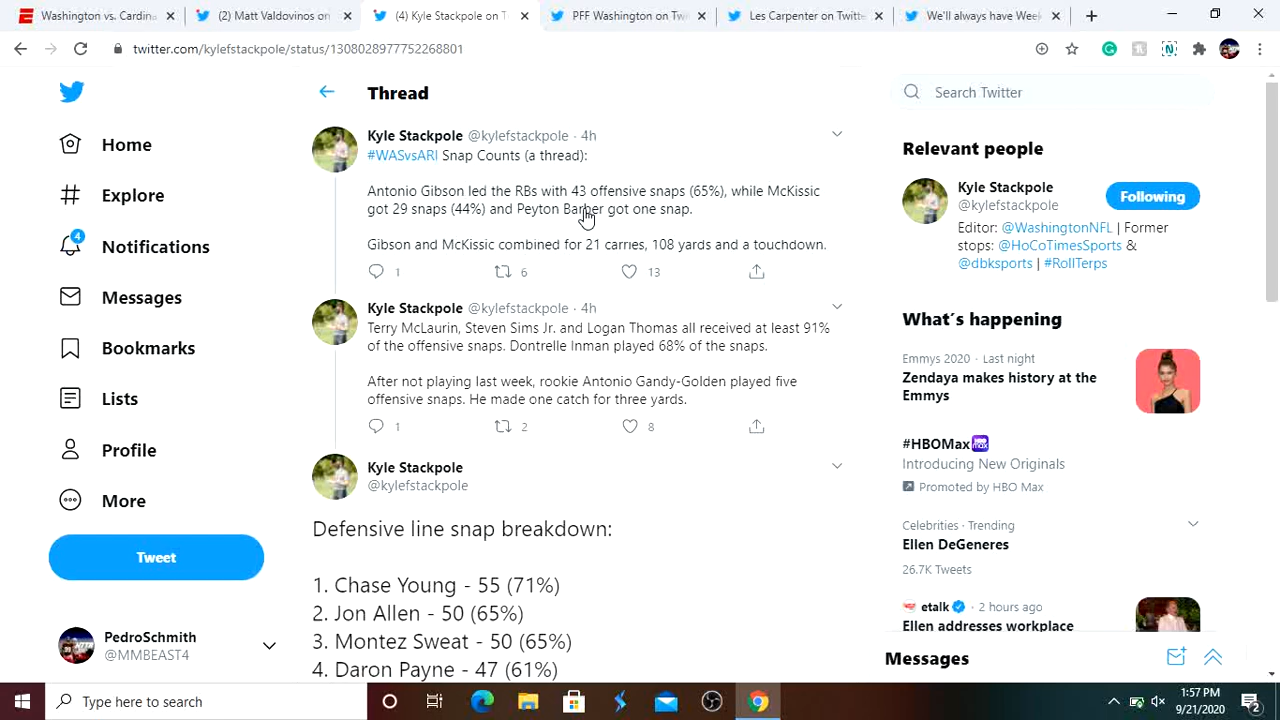 Washington vs. Cardina
(2) Matt Valdovinos on
(4) Kyle Stackpole on T
PFF Washington on Twi
Les Carpenter on Twitte
We'll always have Week
twitter.com/kylefstackpole/status/1308028977752268801
Home
Explore
4
Notifications
Messages
Bookmarks
Lists
Profile
More
Tweet
PedroSchmith
@MMBEAST4
Thread
Kyle Stackpole @kylefstackpole · 4h
#WASvsARI Snap Counts (a thread):
Antonio Gibson led the RBs with 43 offensive snaps (65%), while McKissic
got 29 snaps (44%) and Peyton Barber got one snap.
Gibson and McKissic combined for 21 carries, 108 yards and a touchdown.
1 6 13
Kyle Stackpole @kylefstackpole · 4h
Terry McLaurin, Steven Sims Jr. and Logan Thomas all received at least 91%
of the offensive snaps. Dontrelle Inman played 68% of the snaps.
After not playing last week, rookie Antonio Gandy-Golden played five
offensive snaps. He made one catch for three yards.
1 2 8
Kyle Stackpole
@kylefstackpole
Defensive line snap breakdown:
1. Chase Young - 55 (71%)
2. Jon Allen - 50 (65%)
3. Montez Sweat - 50 (65%)
4. Daron Payne - 47 (61%)
Search Twitter
Relevant people
Kyle Stackpole
@kylefstackpole
Following
Editor: @WashingtonNFL | Former
stops: @HoCoTimesSports &
@dbksports | #RollTerps
What's happening
Emmys 2020 · Last night
Zendaya makes history at the
Emmys
#HBOMax
Introducing New Originals
Promoted by HBO Max
Celebrities · Trending
Ellen DeGeneres
26.7K Tweets
etalk · 2 hours ago
Ellen addresses workplace
Messages
Type here to search
1:57 PM
9/21/2020
2